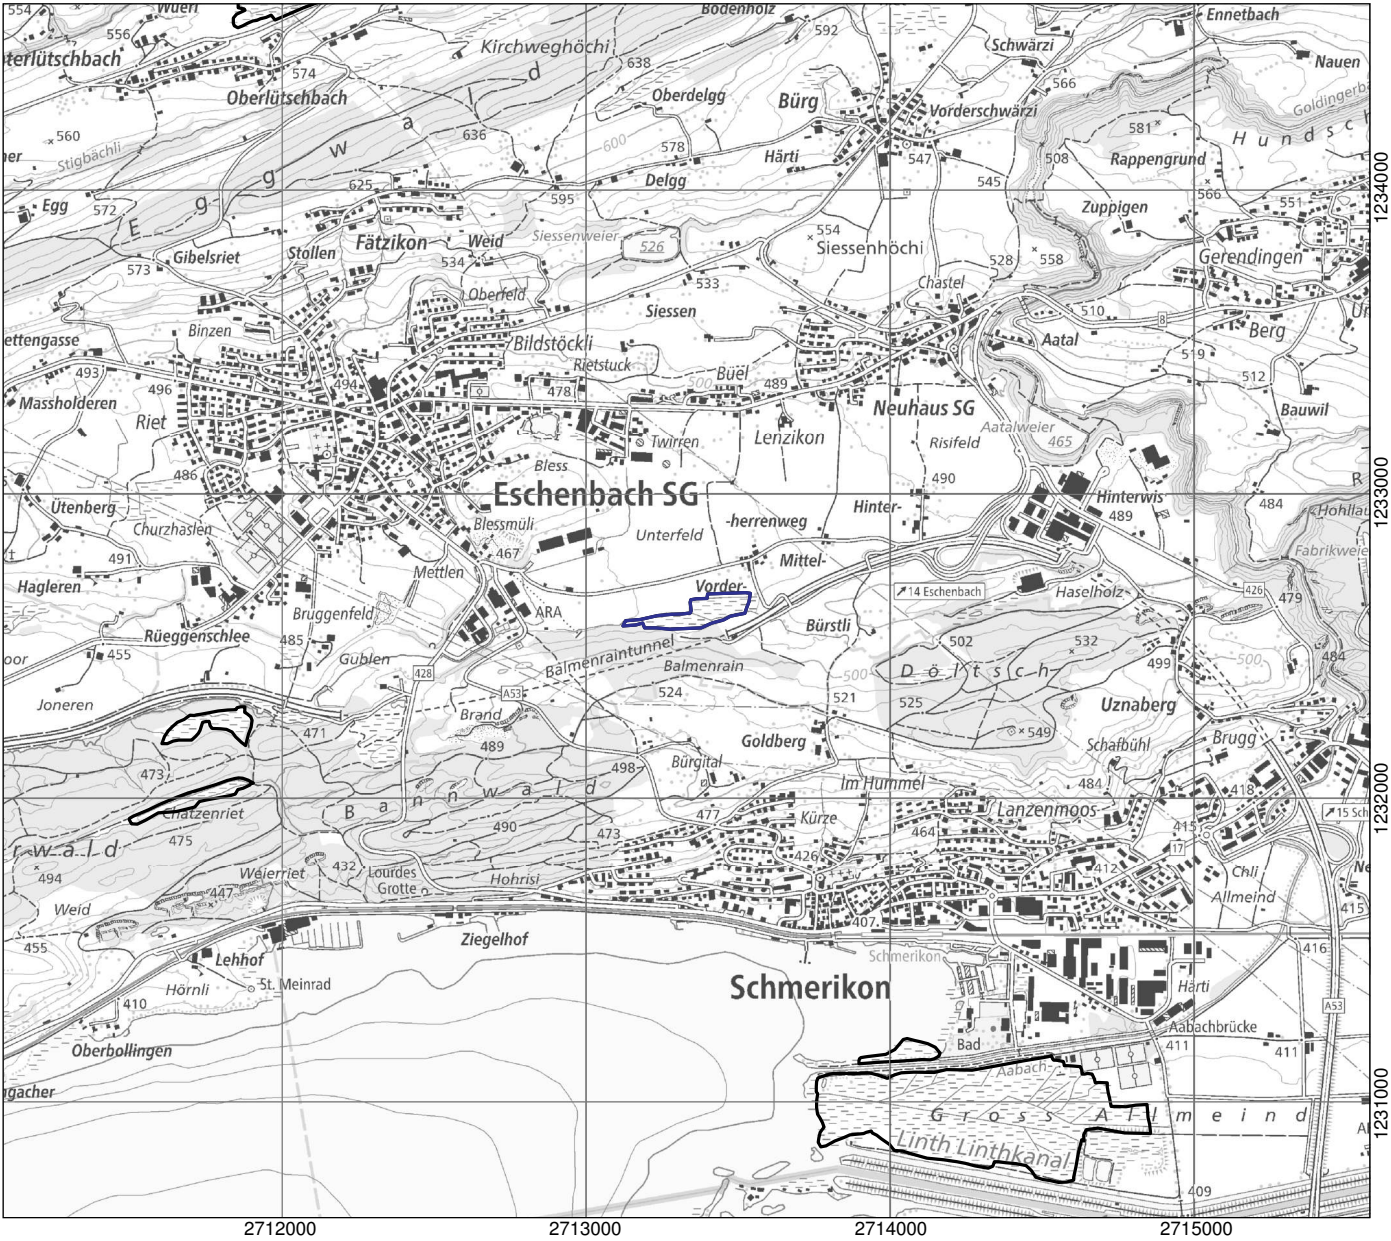 554
Wueri
Bodenholz
592
Ennetbach
556
Kirchweghöchi
Schwärzi
terlütschbach
574
638
Nauen
Oberlütschbach
d
l
a
w
g
g
E
Oberdelgg
Bürg
Vorderschwärzi
566
Goldingerb
560
Stigbächli
636
600
578
Härti
547
581
Hundsch
508
Rappengrund
Egg
572
625
595
Delgg
545
Zuppigen
566
551
1234000
Gibelsriet
Stollen
Fätzikon
Weid
Siessenweier
526
554
Siessenhöchi
573
534
528
558
Gerendingen
533
Chastel
Oberfeld
Siessen
510
8
Binzen
Bildstöckli
Aatal
Berg
ettengasse
Rietstuck
519
493
496
494
478
500
Büel
489
512
Massholderen
Neuhaus SG
Bauwil
Riet
Aatalweier
465
Twirren
Lenzikon
Risifeld
486
Bless
490
1233000
Eschenbach SG
Hinterwis
489
Ütenberg
Churzhaslen
Blessmüli
Unterfeld
-herrenweg
Hinter-
484
R
Hohllau
491
467
Mittel-
Fabrikweie
Hagleren
Mettlen
Vorder-
14 Eschenbach
Haselholz
426
479
Bruggenfeld
ARA
Rüeggenschlee
485
Bürstli
502
532
oor
455
Gublen
Balmenraintunnel
499
500
484
428
Balmenrain
Döltsch
Joneren
A53
524
521
525
Uznaberg
Brand
471
489
Goldberg
549
Schafbühl
Brugg
473
498
Bürgital
Im Hummel
484
Chatzenriet
Bannwald
477
Kürze
Lanzenmoos
418
1232000
rwald
475
490
473
464
415
15 Sch
494
Weierriet
432
Lourdes
Grotte
Hohrisi
426
412
17
Chli
Allmeind
447
Weid
407
415
455
Ziegelhof
416
Lehhof
Schmerikon
Hörnli
St. Meinrad
Schmerikon
Härti
410
A53
Bad
Aabachbrücke
Oberbollingen
411
411
Aabach
ngacher
Gross Allmeind
1231000
Linth Linthkanal
409
2712000
2713000
2714000
2715000